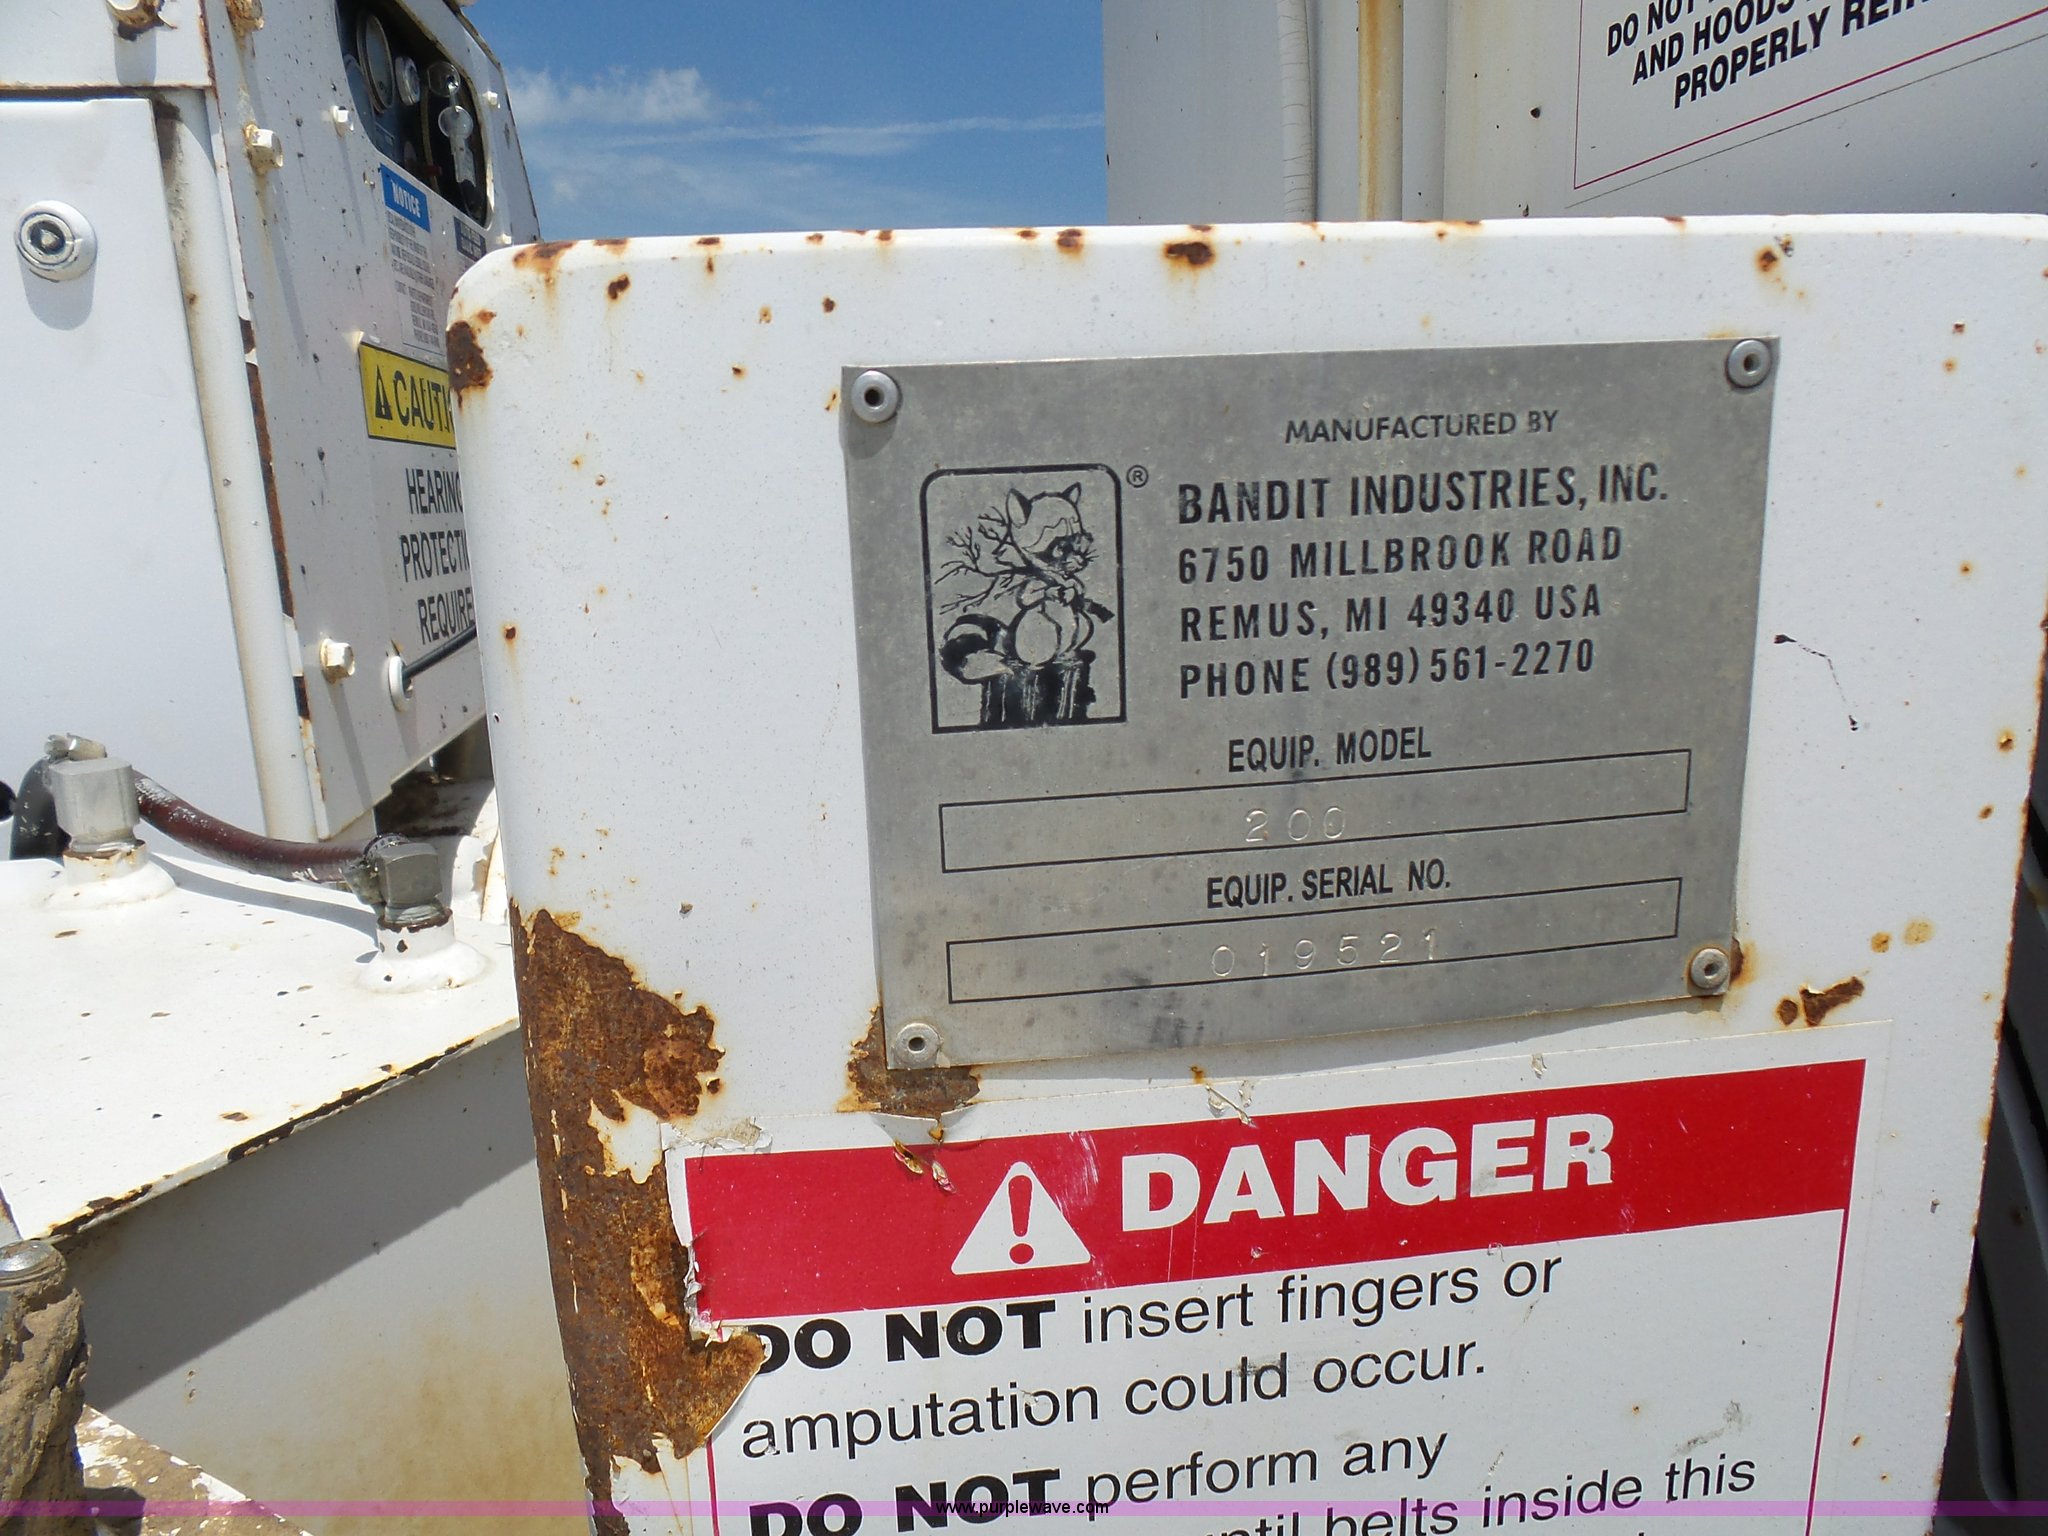 DO NOT
AND HOODS
PROPERLY
NOTICE
CAUTI
HEARING
PROTECTI
REQUIRE
MANUFACTURED BY
®
BANDIT INDUSTRIES, INC.
6750 MILLBROOK ROAD
REMUS, MI 49340 USA
PHONE (989) 561-2270
EQUIP. MODEL
200
EQUIP. SERIAL NO.
019521
DANGER
DO NOT insert fingers or
amputation could occur.
DO NOT perform any
until belts inside this
www.purplewave.com